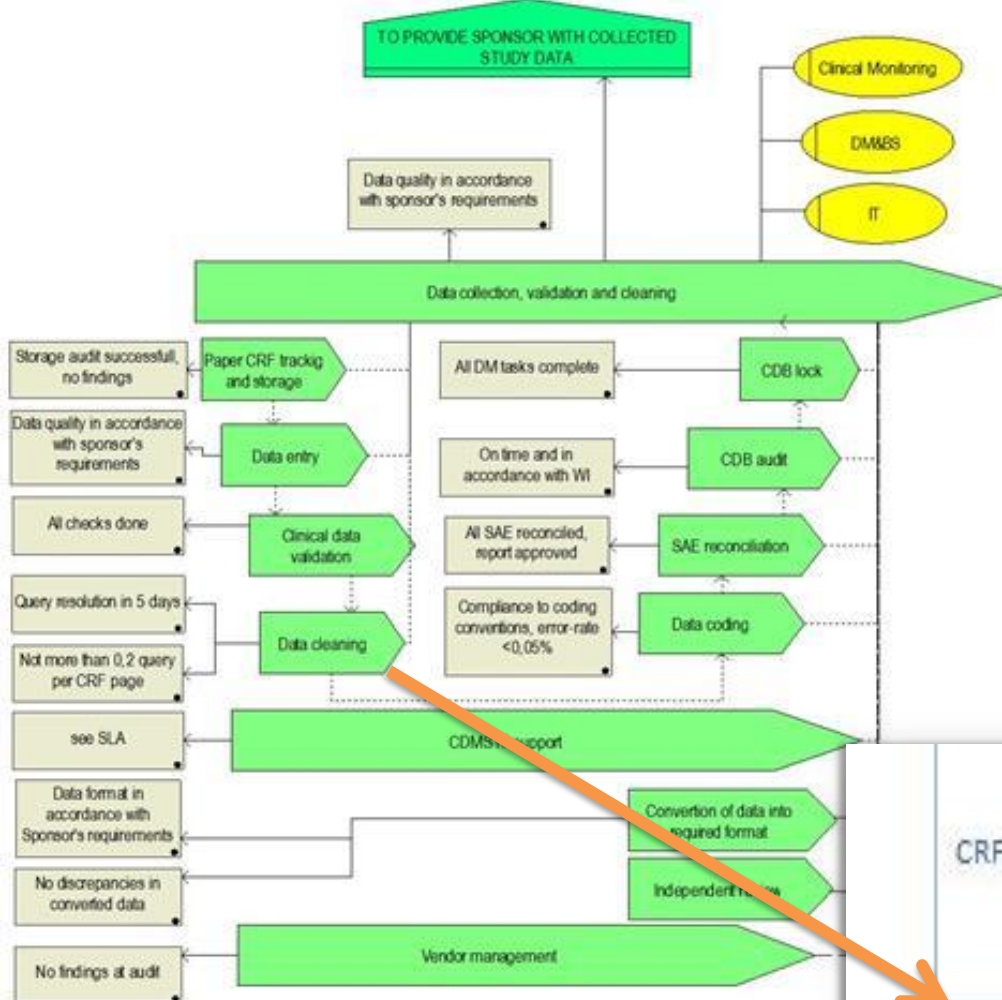 TO PROVIDE SPONSOR WITH COLLECTED
STUDY DATA
Clinical Monitoring
DM&BS
IT
Data quality in accordance
with sponsor's requirements
Data collection, validation and cleaning
Storage audit successfull,
no findings
Paper CRF trackig
and storage
All DM tasks complete
CDB lock
Data quality in accordance
with sponsor's
requirements
Data entry
On time and in
accordance with WI
CDB audit
All checks done
Clinical data
validation
All SAE reconciled,
report approved
SAE reconciliation
Query resolution in 5 days
Not more than 0,2 query
per CRF page
Data cleaning
Compliance to coding
conventions, error-rate
<0,05%
Data coding
see SLA
CDMS support
Data format in
accordance with
Sponsor's requirements
No discrepancies in
converted data
Convertion of data into
required format
Independent review
CRF
No findings at audit
Vendor management